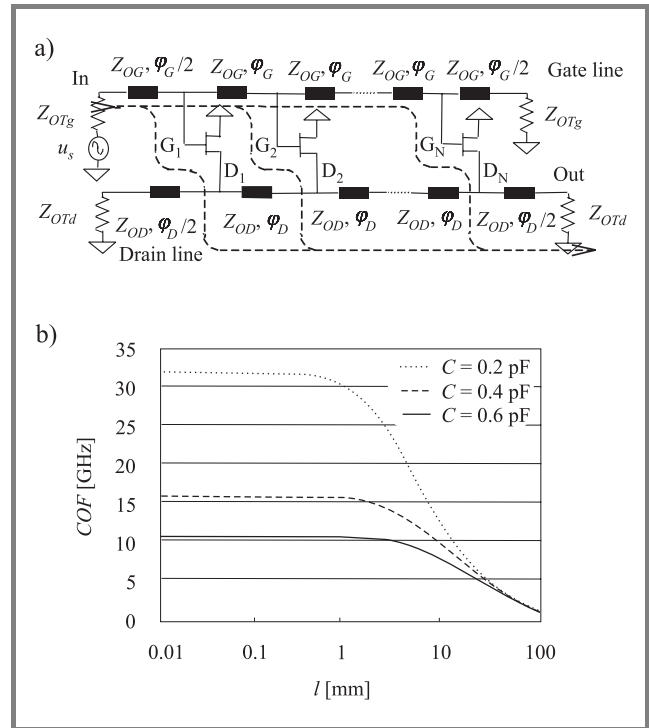 a)
In
Z_OG, φ_G/2 Z_OG, φ_G Z_OG, φ_G Z_OG, φ_G Z_OG, φ_G/2 Gate line
Z_OTg
u_s
G_1 G_2 G_N
Z_OTg
D_1 D_2 D_N
Out
Z_OTd
Z_OD, φ_D/2 Z_OD, φ_D Z_OD, φ_D Z_OD, φ_D Z_OD, φ_D/2
Z_OTd
Drain line
b)
C = 0.2 pF
C = 0.4 pF
C = 0.6 pF
COF [GHz]
35
30
25
20
15
10
5
0
0.01 0.1 1 10 100
l [mm]